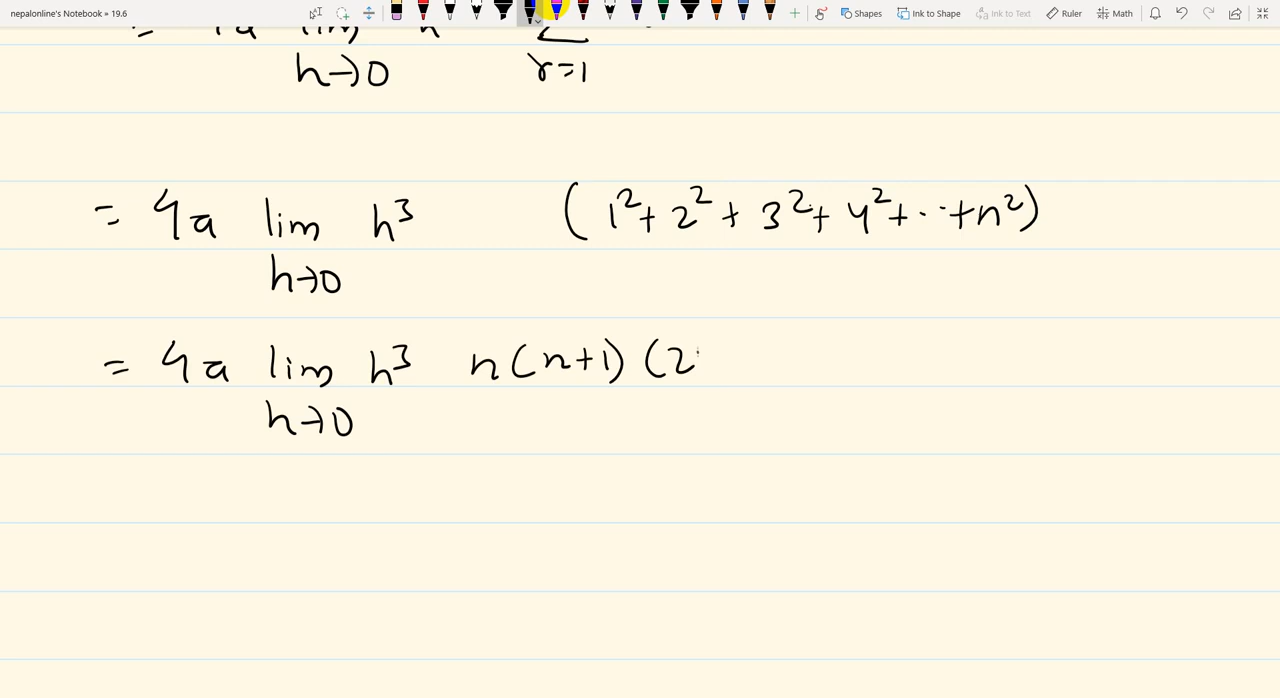 nepalonline's Notebook » 19.6
Shapes Ink to Shape Ink to Text Ruler Math
h→0 r=1
= 4a lim h³ (1²+2²+3²+4²+..+n²)
h→0
= 4a lim h³ n(n+1)(2
h→0